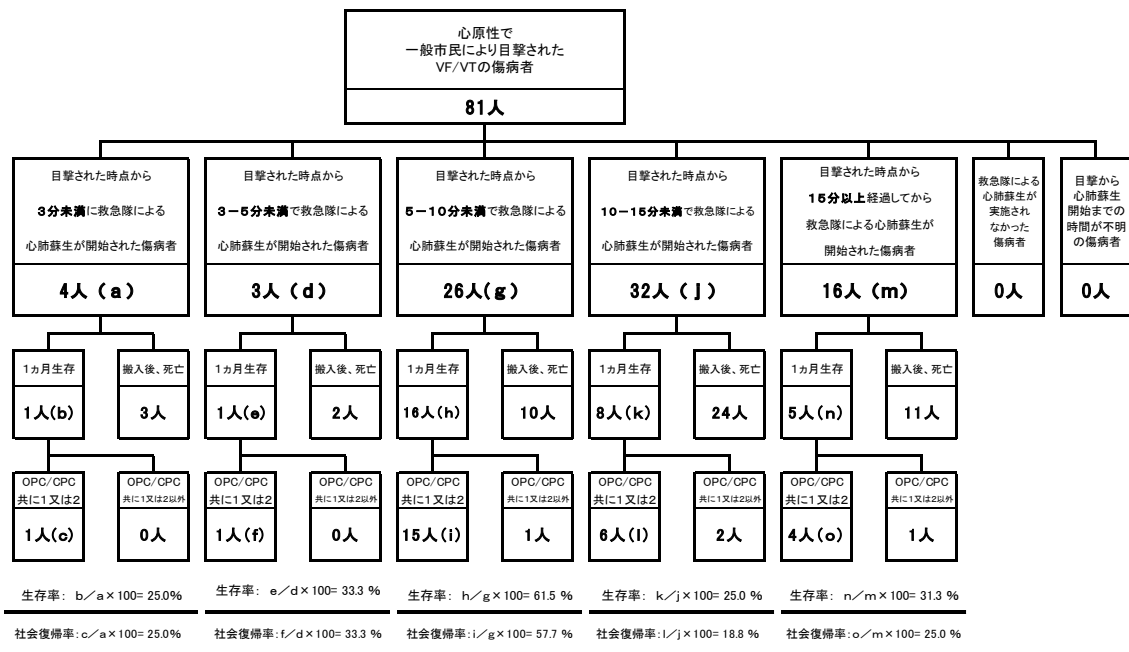 心原性で
一般市民により目撃された
VF/VTの傷病者
81人
目撃された時点から
3分未満に救急隊による
心肺蘇生が開始された傷病者
4人(a)
目撃された時点から
3-5分未満で救急隊による
心肺蘇生が開始された傷病者
3人(d)
目撃された時点から
5-10分未満で救急隊による
心肺蘇生が開始された傷病者
26人(g)
目撃された時点から
10-15分未満で救急隊による
心肺蘇生が開始された傷病者
32人(j)
目撃された時点から
15分以上経過してから
救急隊による心肺蘇生が
開始された傷病者
16人(m)
救急隊による
心肺蘇生が
実施され
なかった
傷病者
0人
目撃から
心肺蘇生
開始までの
時間が不明
の傷病者
0人
1ヵ月生存
1人(b)
搬入後、死亡
3人
1ヵ月生存
1人(e)
搬入後、死亡
2人
1ヵ月生存
16人(h)
搬入後、死亡
10人
1ヵ月生存
8人(k)
搬入後、死亡
24人
1ヵ月生存
5人(n)
搬入後、死亡
11人
OPC/CPC
共に1又は2
1人(c)
OPC/CPC
共に1又は2以外
0人
OPC/CPC
共に1又は2
1人(f)
OPC/CPC
共に1又は2以外
0人
OPC/CPC
共に1又は2
15人(i)
OPC/CPC
共に1又は2以外
1人
OPC/CPC
共に1又は2
6人(l)
OPC/CPC
共に1又は2以外
2人
OPC/CPC
共に1又は2
4人(o)
OPC/CPC
共に1又は2以外
1人
生存率: b/a×100= 25.0%
生存率: e/d×100= 33.3 %
生存率: h/g×100= 61.5 %
生存率: k/j×100= 25.0 %
生存率: n/m×100= 31.3 %
社会復帰率:c/a×100= 25.0%
社会復帰率:f/d×100= 33.3 %
社会復帰率:i/g×100= 57.7 %
社会復帰率:l/j×100= 18.8 %
社会復帰率:o/m×100= 25.0 %